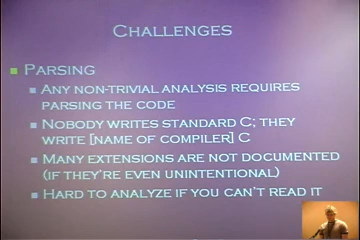 CHALLENGES
PARSING
ANY NON-TRIVIAL ANALYSIS REQUIRES
PARSING THE CODE
NOBODY WRITES STANDARD C; THEY
WRITE [NAME OF COMPILER] C
MANY EXTENSIONS ARE NOT DOCUMENTED
(IF THEY'RE EVEN UNINTENTIONAL)
HARD TO ANALYZE IF YOU CAN'T READ IT